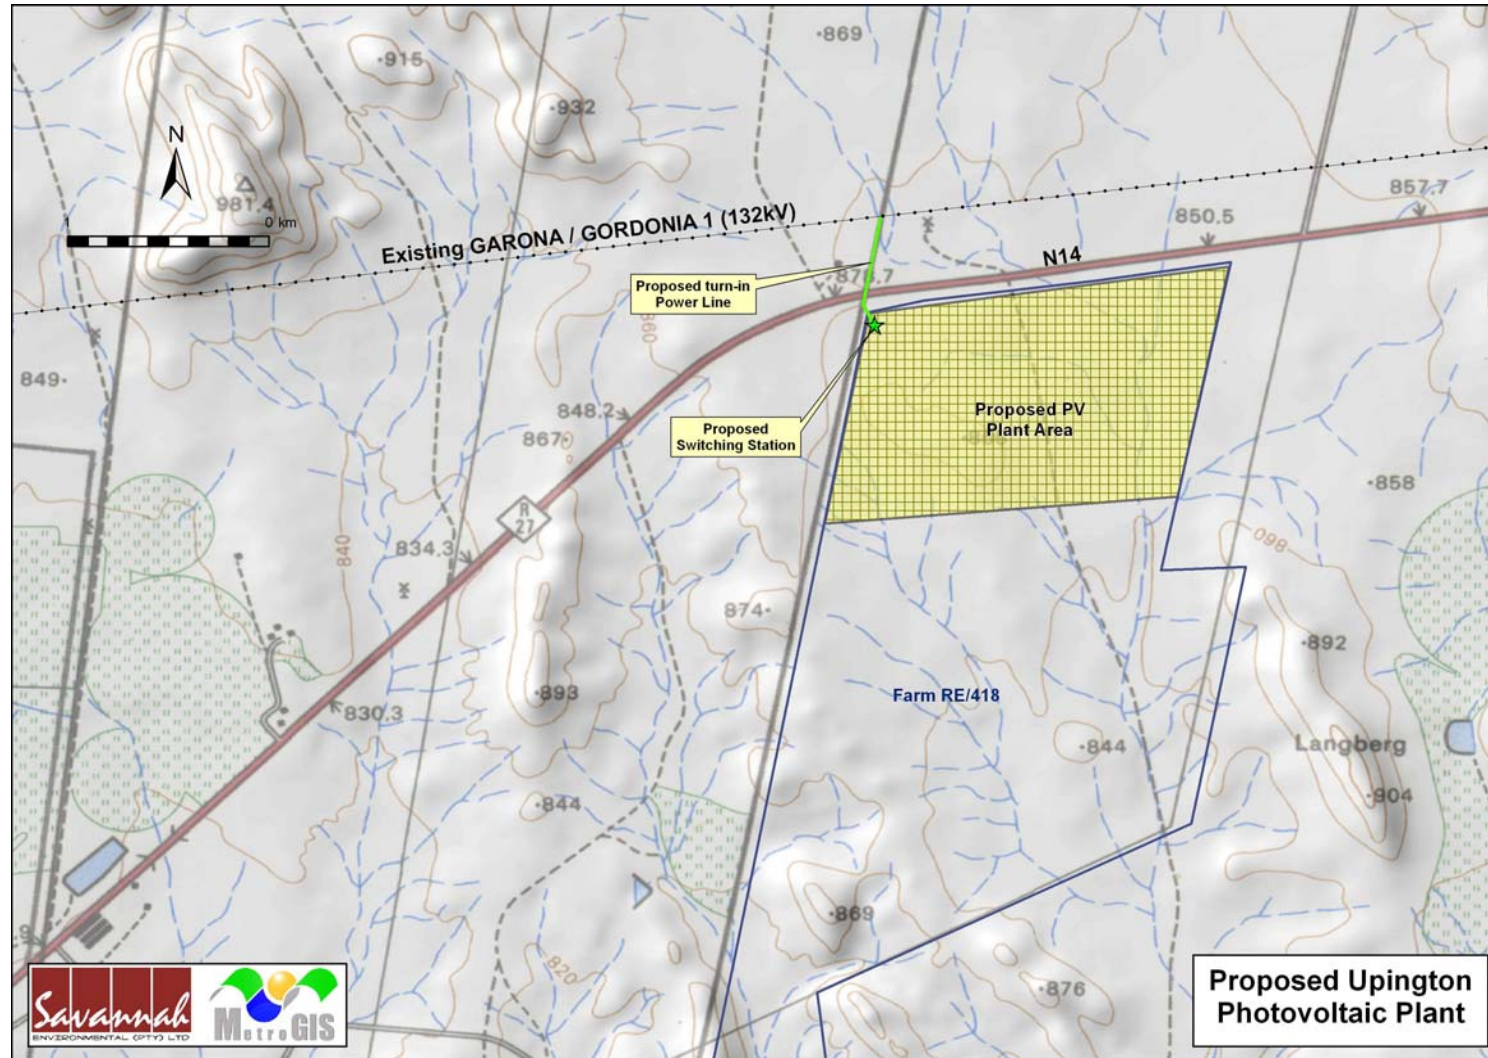 869
915
932
N
981.4
1
0 km
Existing GARONA / GORDONIA 1 (132kV)
857.7
850.5
N14
Proposed turn-in
Power Line
860
849
848.2
867
Proposed
Switching Station
Proposed PV
Plant Area
858
R
27
834.3
840
860
874
892
893
Farm RE/418
830.3
844
Langberg
844
904
869
820
876
Savannah
ENVIRONMENTAL (PTY) LTD
MetroGIS
Proposed Upington
Photovoltaic Plant